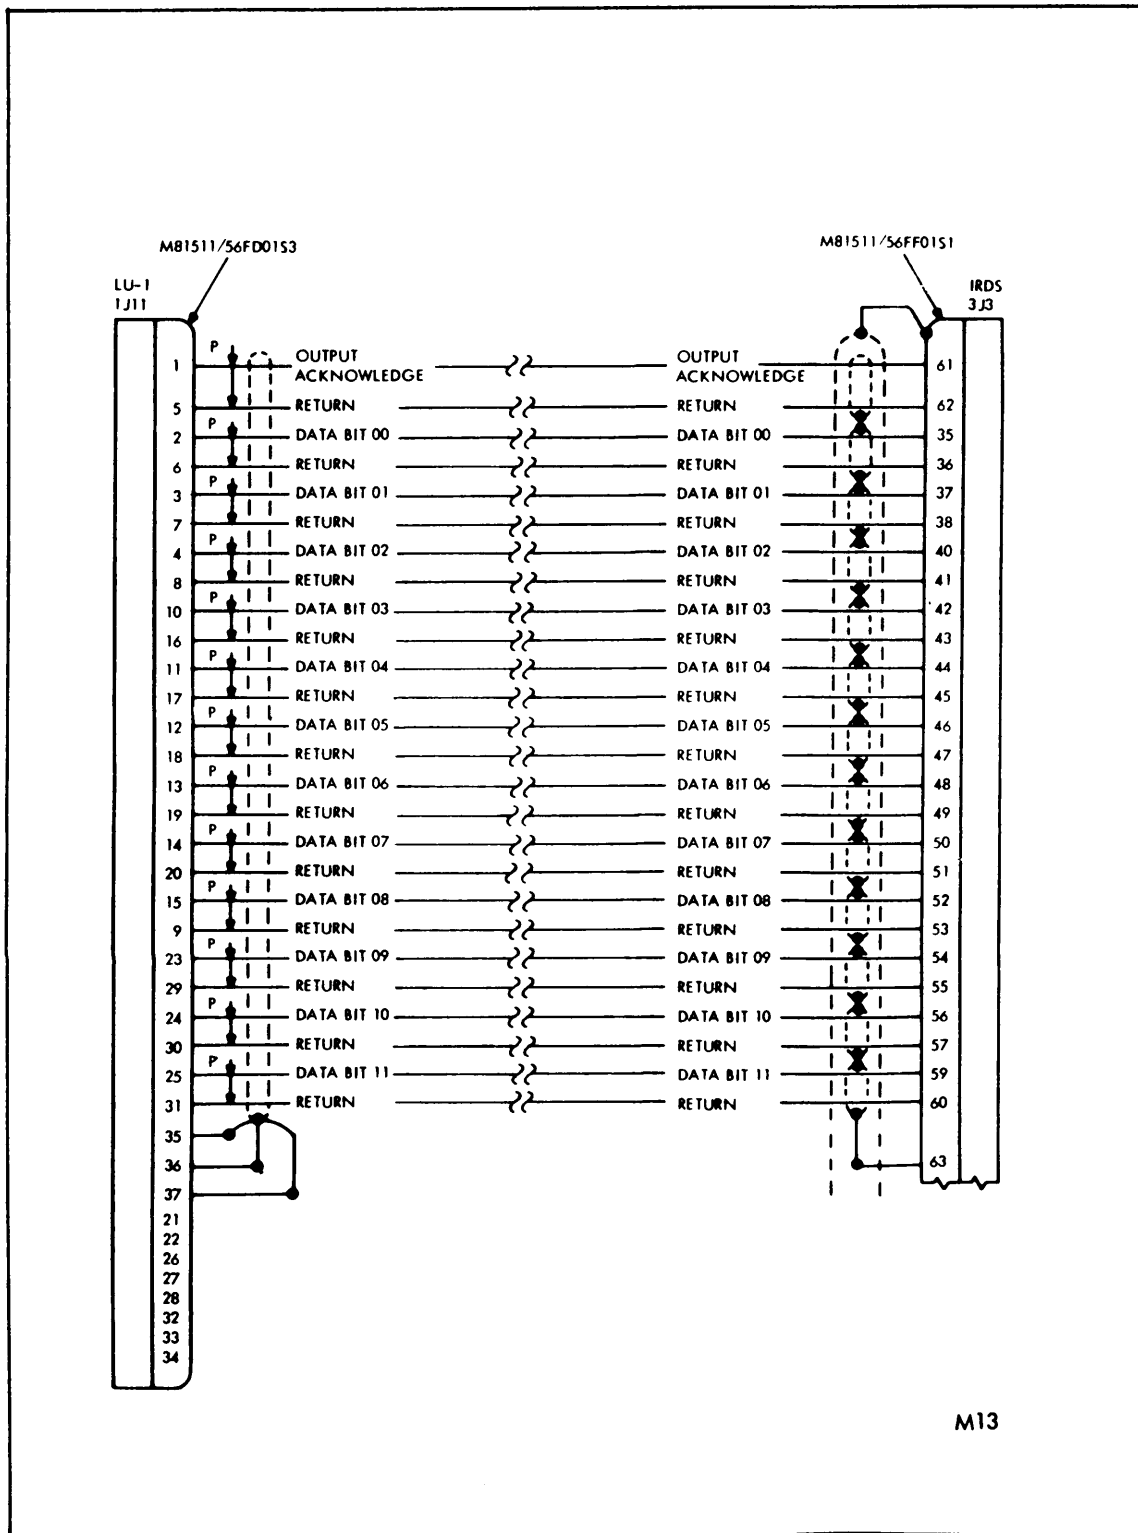 M81511/56FD01S3 M81511/56FF01S1
LU-1 IRDS
1J11 3J3
1 P OUTPUT ACKNOWLEDGE OUTPUT ACKNOWLEDGE 61
5 RETURN RETURN 62
2 P DATA BIT 00 DATA BIT 00 35
6 RETURN RETURN 36
3 P DATA BIT 01 DATA BIT 01 37
7 RETURN RETURN 38
4 P DATA BIT 02 DATA BIT 02 40
8 RETURN RETURN 41
10 P DATA BIT 03 DATA BIT 03 42
16 RETURN RETURN 43
11 P DATA BIT 04 DATA BIT 04 44
17 RETURN RETURN 45
12 P DATA BIT 05 DATA BIT 05 46
18 RETURN RETURN 47
13 P DATA BIT 06 DATA BIT 06 48
19 RETURN RETURN 49
14 P DATA BIT 07 DATA BIT 07 50
20 RETURN RETURN 51
15 P DATA BIT 08 DATA BIT 08 52
9 RETURN RETURN 53
23 P DATA BIT 09 DATA BIT 09 54
29 RETURN RETURN 55
24 P DATA BIT 10 DATA BIT 10 56
30 RETURN RETURN 57
25 P DATA BIT 11 DATA BIT 11 59
31 RETURN RETURN 60
35
36 63
37
21
22
26
27
28
32
33
34
M13